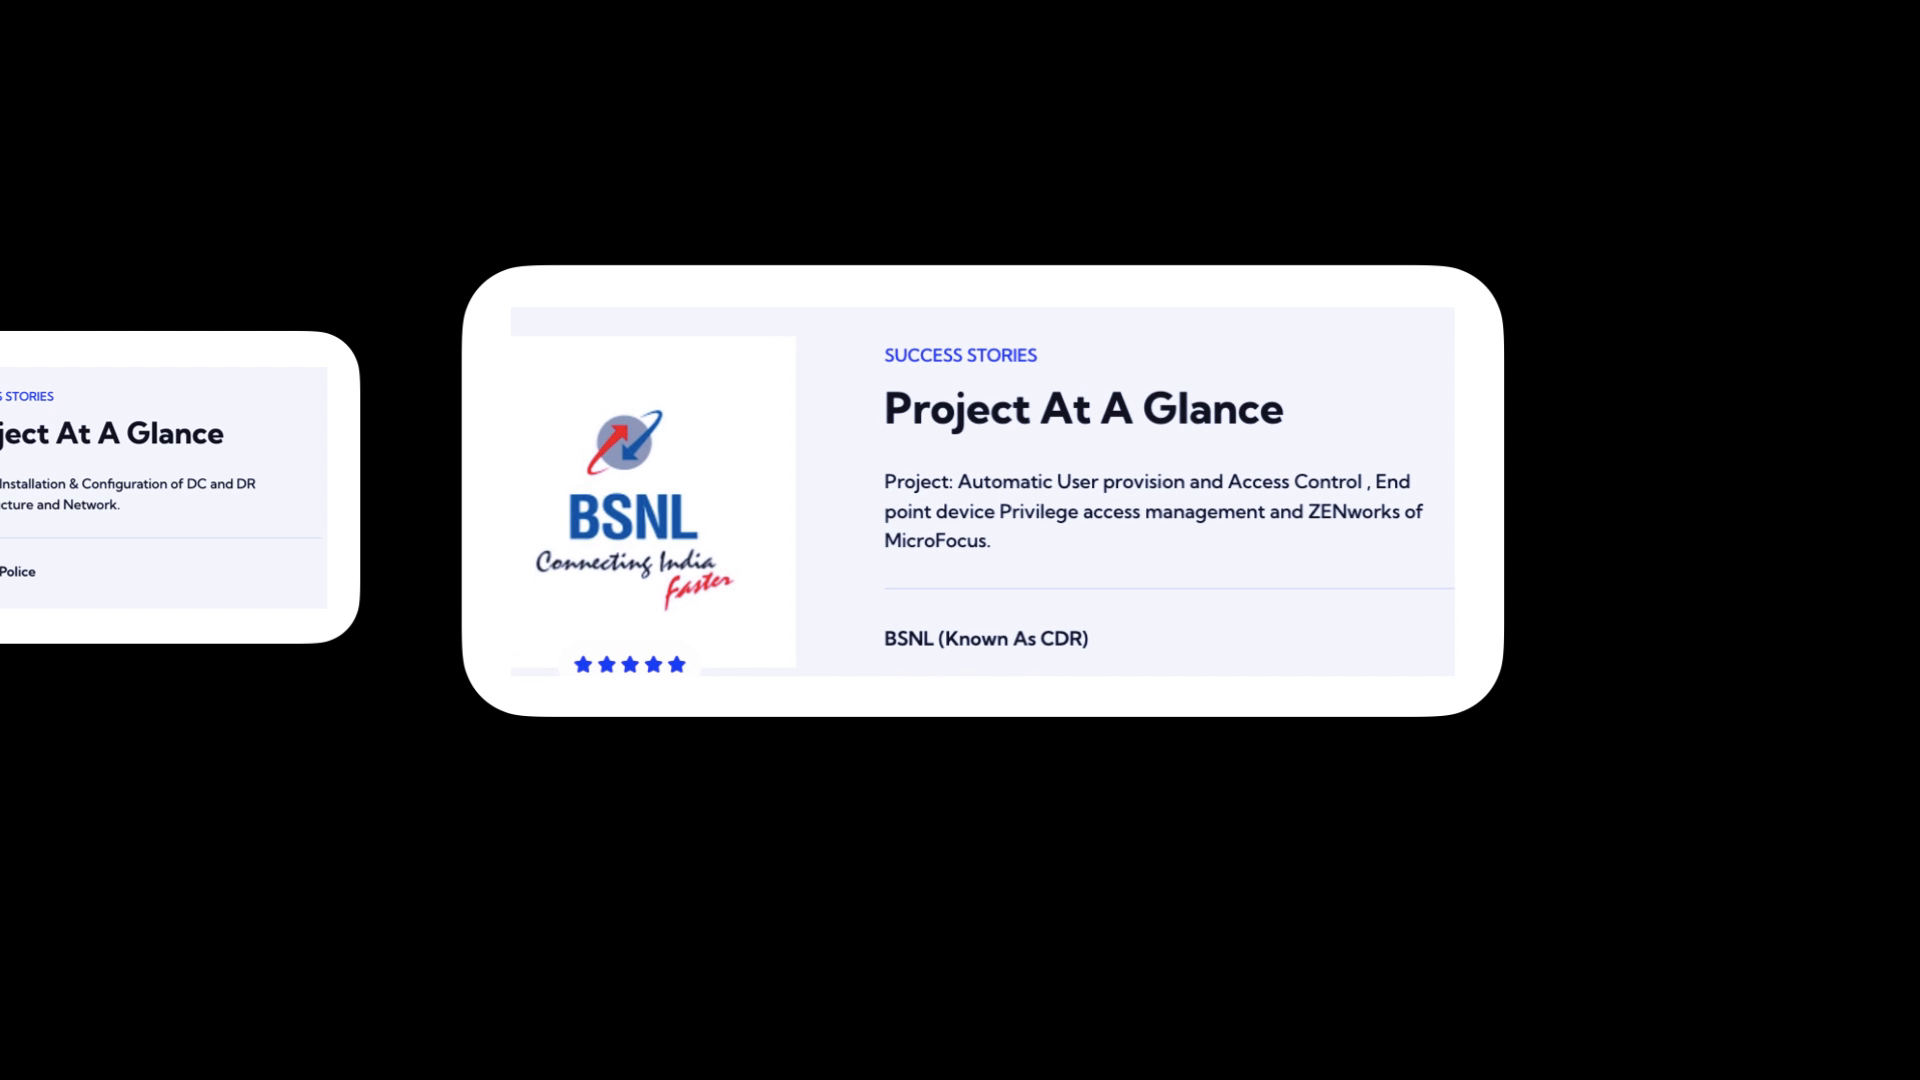 STORIES
ject At A Glance
Installation & Configuration of DC and DR
cture and Network.
Police
BSNL
Connecting India
Faster
SUCCESS STORIES
Project At A Glance
Project: Automatic User provision and Access Control , End
point device Privilege access management and ZENworks of
MicroFocus.
BSNL (Known As CDR)